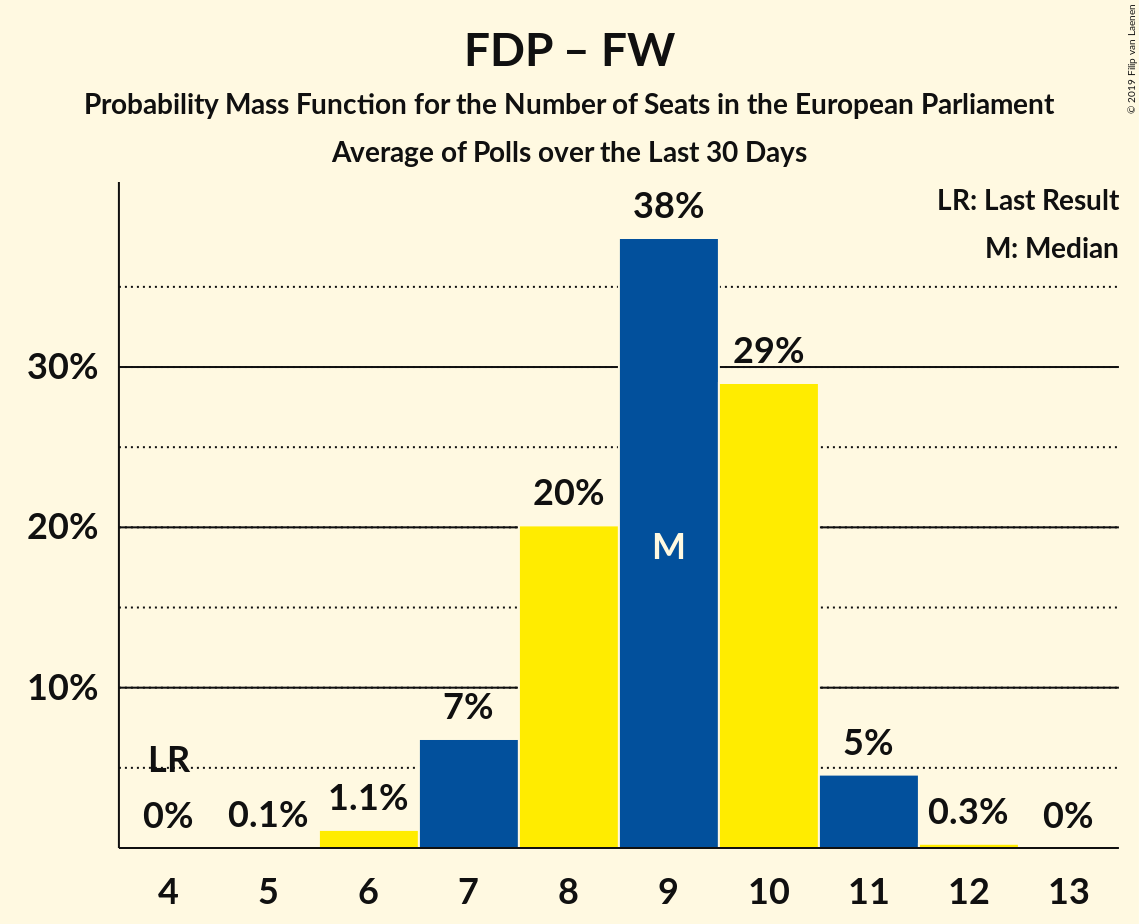 FDP – FW
Probability Mass Function for the Number of Seats in the European Parliament
Average of Polls over the Last 30 Days
© 2019 Filip van Laenen
LR: Last Result
M: Median
38%
30%
29%
20%
20%
M
10%
7%
LR
5%
0%
0.1%
1.1%
0.3%
0%
4 5 6 7 8 9 10 11 12 13